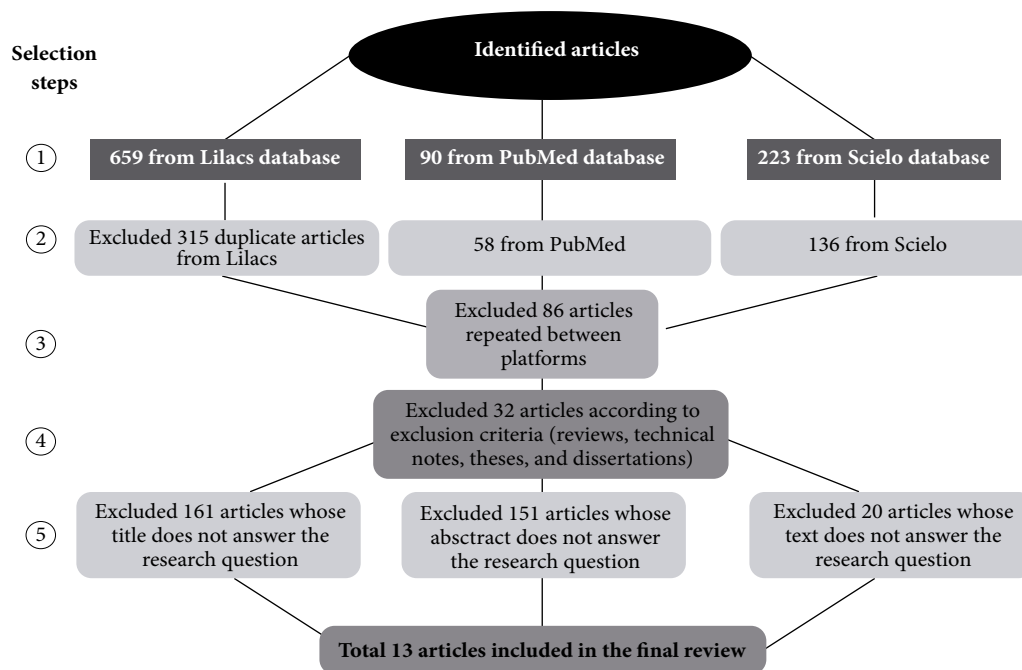 Identified articles
Selection
steps
1
659 from Lilacs database
90 from PubMed database
223 from Scielo database
2
Excluded 315 duplicate articles
from Lilacs
58 from PubMed
136 from Scielo
3
Excluded 86 articles
repeated between
platforms
4
Excluded 32 articles according to
exclusion criteria (reviews, technical
notes, theses, and dissertations)
5
Excluded 161 articles whose
title does not answer the
research question
Excluded 151 articles whose
absctract does not answer
the research question
Excluded 20 articles whose
text does not answer the
research question
Total 13 articles included in the final review